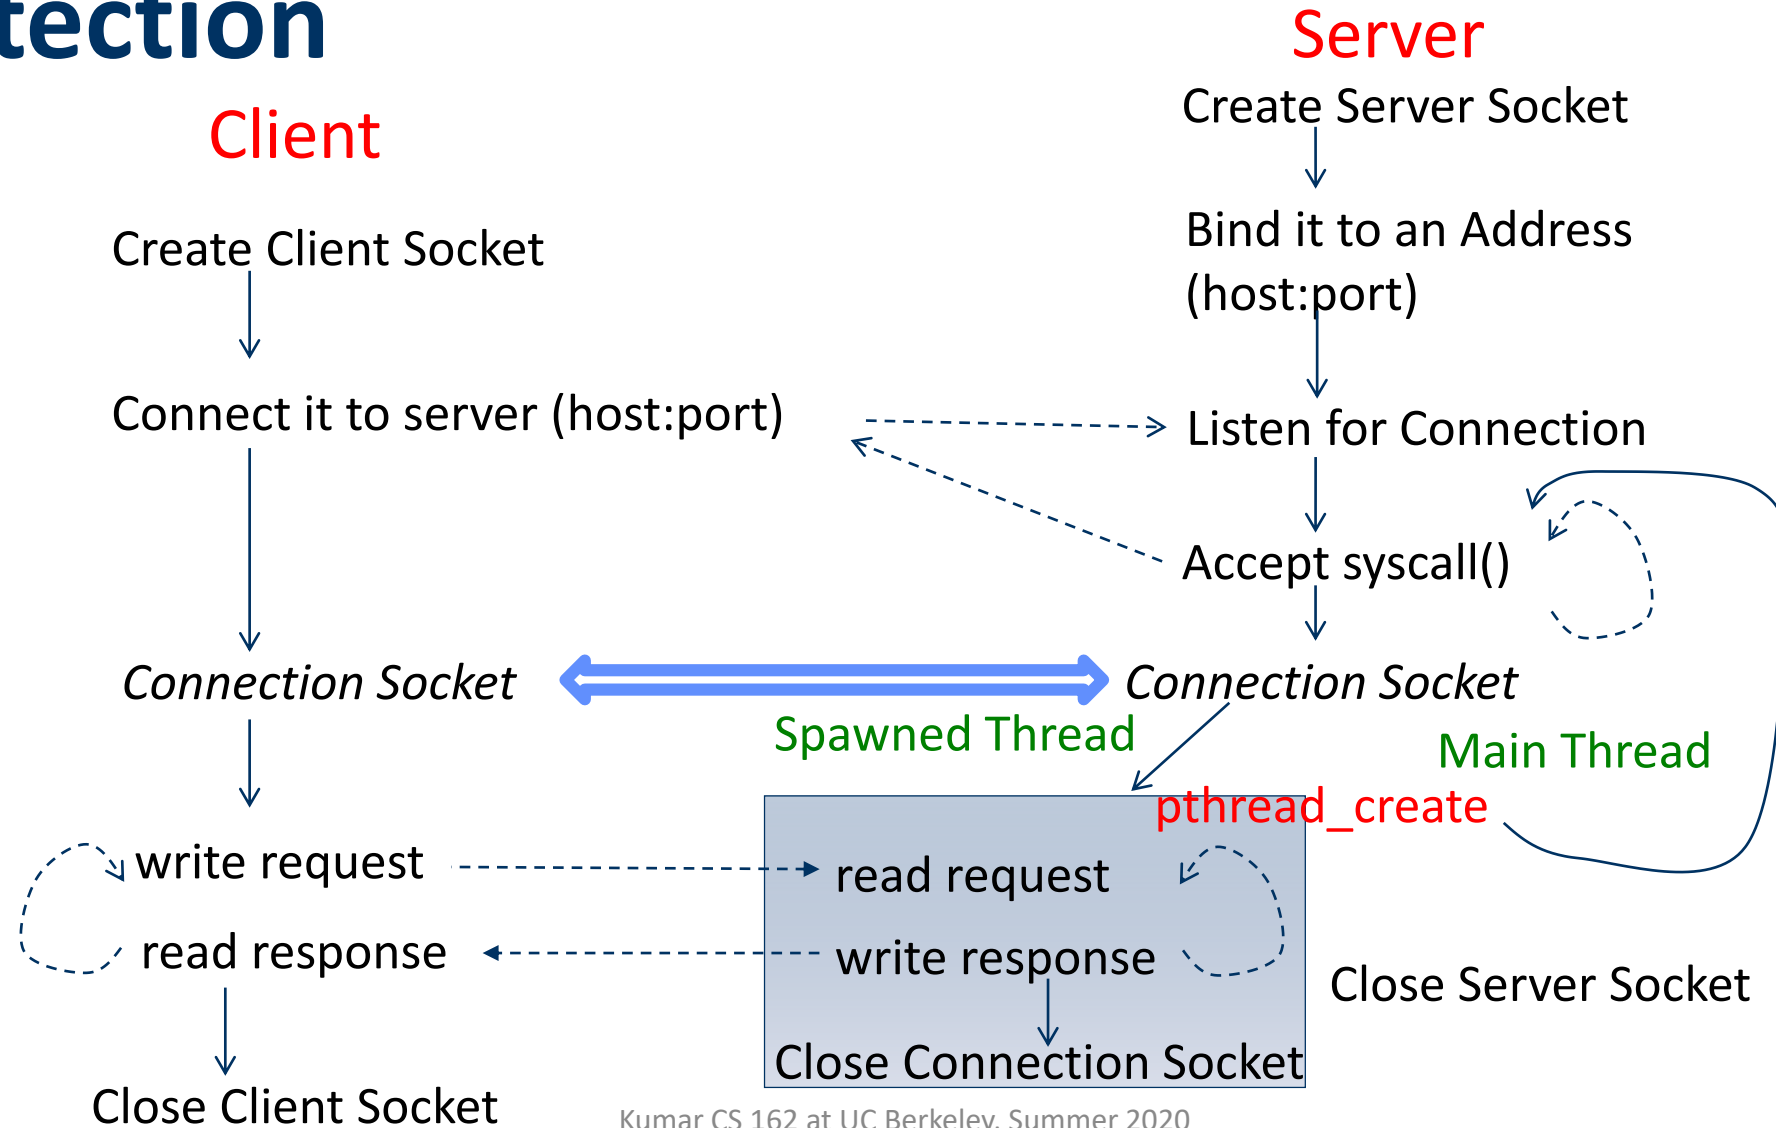 tection
Client
Create Client Socket
Connect it to server (host:port)
Connection Socket
write request
read response
Close Client Socket
Server
Create Server Socket
Bind it to an Address
(host:port)
Listen for Connection
Accept syscall()
Connection Socket
Spawned Thread
Main Thread
pthread_create
read request
write response
Close Connection Socket
Close Server Socket
Kumar CS 162 at UC Berkeley, Summer 2020